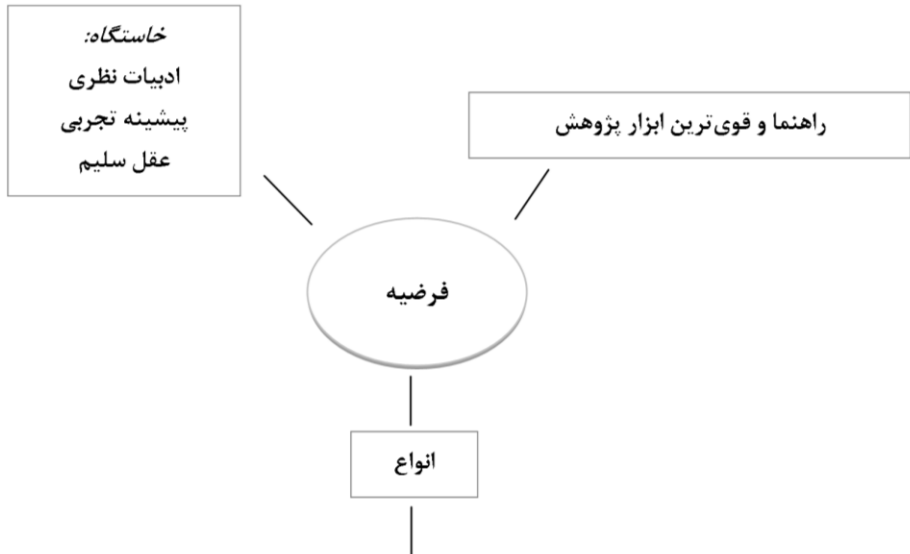 خاستگاه:
ادبیات نظری
پیشینه تجربی
عقل سلیم
راهنما و قوی‌ترین ابزار پژوهش
فرضیه
انواع